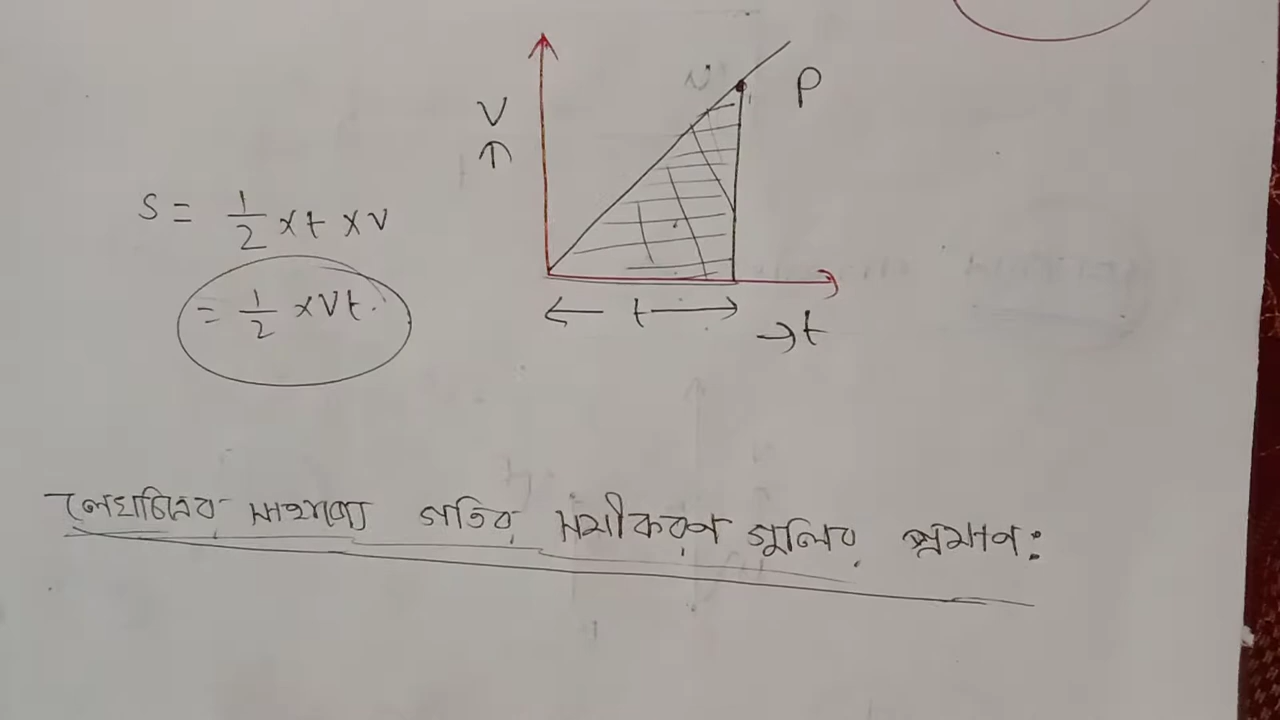 V
↑
P
S = 1/2 × t × v
= 1/2 × vt.
← t →
→ t
লেখচিত্রের সাহায্যে গতির সমীকরণ গুলির প্রমাণ: